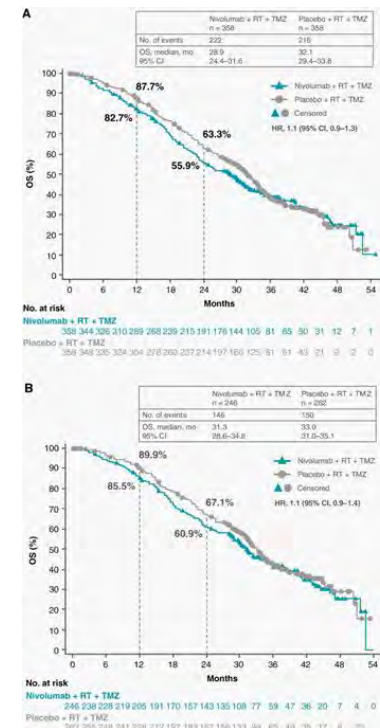 A
Nivolumab + RT + TMZ Placebo + RT + TMZ
n = 358 n = 358
No. of events 222 216
OS, median, mo 28.9 32.1
95% CI 24.4–31.6 29.4–33.8
100
90
80
70
60
50
40
30
20
10
0
OS (%)
87.7%
82.7%
63.3%
55.9%
Nivolumab + RT + TMZ
Placebo + RT + TMZ
Censored
HR, 1.1 (95% CI, 0.9–1.3)
0 6 12 18 24 30 36 42 48 54
Months
No. at risk
Nivolumab + RT + TMZ
358 344 326 310 289 268 239 215 191 176 144 105 81 65 50 31 12 7 1
Placebo + RT + TMZ
B
Nivolumab + RT + TMZ Placebo + RT + TMZ
n = 246
No. of events 146 150
OS, median, mo 31.3 33.0
95% CI 28.6–34.8 31.0–35.1
100
90
80
70
60
50
40
30
20
10
0
OS (%)
89.9%
85.5%
67.1%
60.9%
Nivolumab + RT + TMZ
Placebo + RT + TMZ
Censored
HR, 1.1 (95% CI, 0.9–1.4)
0 6 12 18 24 30 36 42 48 54
Months
No. at risk
Nivolumab + RT + TMZ
246 238 228 219 205 191 170 157 143 135 108 77 59 47 36 20 7 4 0
Placebo + RT + TMZ